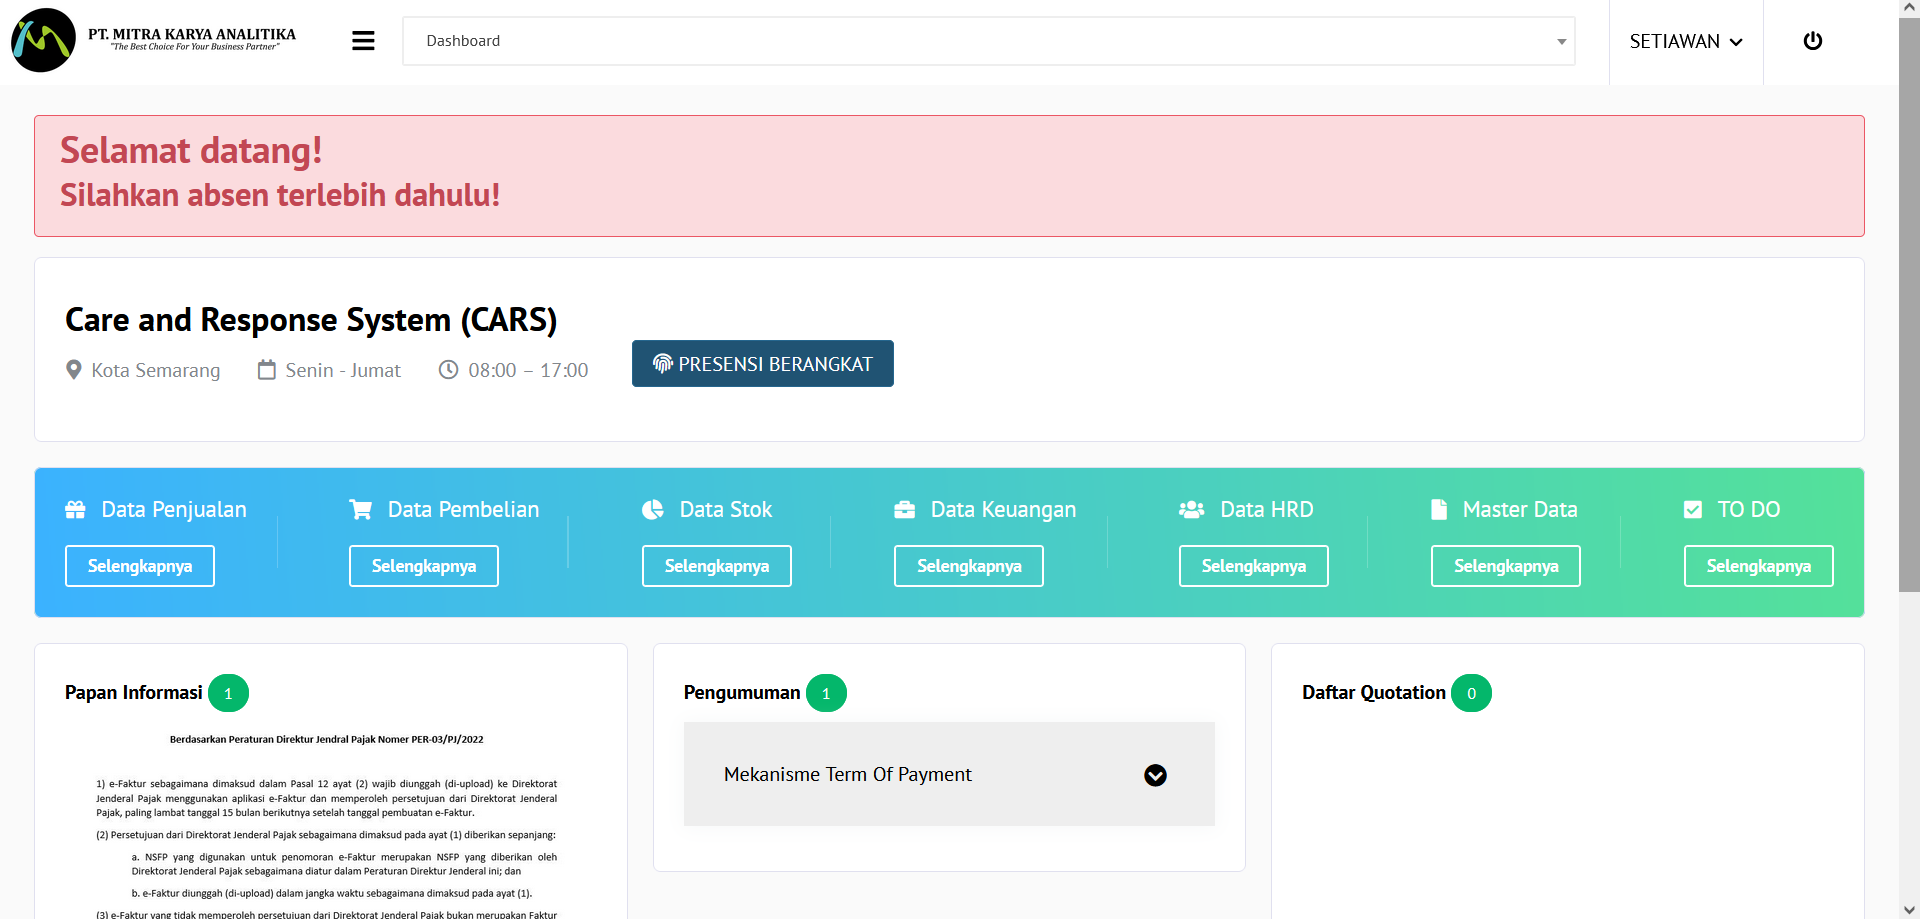 PT. MITRA KARYA ANALITIKA
"The Best Choice For Your Business Partner"
Dashboard
SETIAWAN
Selamat datang!
Silahkan absen terlebih dahulu!
Care and Response System (CARS)
Kota Semarang
Senin - Jumat
08:00 – 17:00
PRESENSI BERANGKAT
Data Penjualan
Selengkapnya
Data Pembelian
Selengkapnya
Data Stok
Selengkapnya
Data Keuangan
Selengkapnya
Data HRD
Selengkapnya
Master Data
Selengkapnya
TO DO
Selengkapnya
Papan Informasi 1
Berdasarkan Peraturan Direktur Jendral Pajak Nomer PER-03/PJ/2022
1) e-Faktur sebagaimana dimaksud dalam Pasal 12 ayat (2) wajib diunggah (di-upload) ke Direktorat
Jenderal Pajak menggunakan aplikasi e-Faktur dan memperoleh persetujuan dari Direktorat Jenderal
Pajak, paling lambat tanggal 15 bulan berikutnya setelah tanggal pembuatan e-Faktur.
(2) Persetujuan dari Direktorat Jenderal Pajak sebagaimana dimaksud pada ayat (1) diberikan sepanjang:
a. NSFP yang digunakan untuk penomoran e-Faktur merupakan NSFP yang diberikan oleh
Direktorat Jenderal Pajak sebagaimana diatur dalam Peraturan Direktur Jenderal ini; dan
b. e-Faktur diunggah (di-upload) dalam jangka waktu sebagaimana dimaksud pada ayat (1).
(3) e-Faktur yang tidak memperoleh persetujuan dari Direktorat Jenderal Pajak bukan merupakan Faktur
Pengumuman 1
Mekanisme Term Of Payment
Daftar Quotation 0